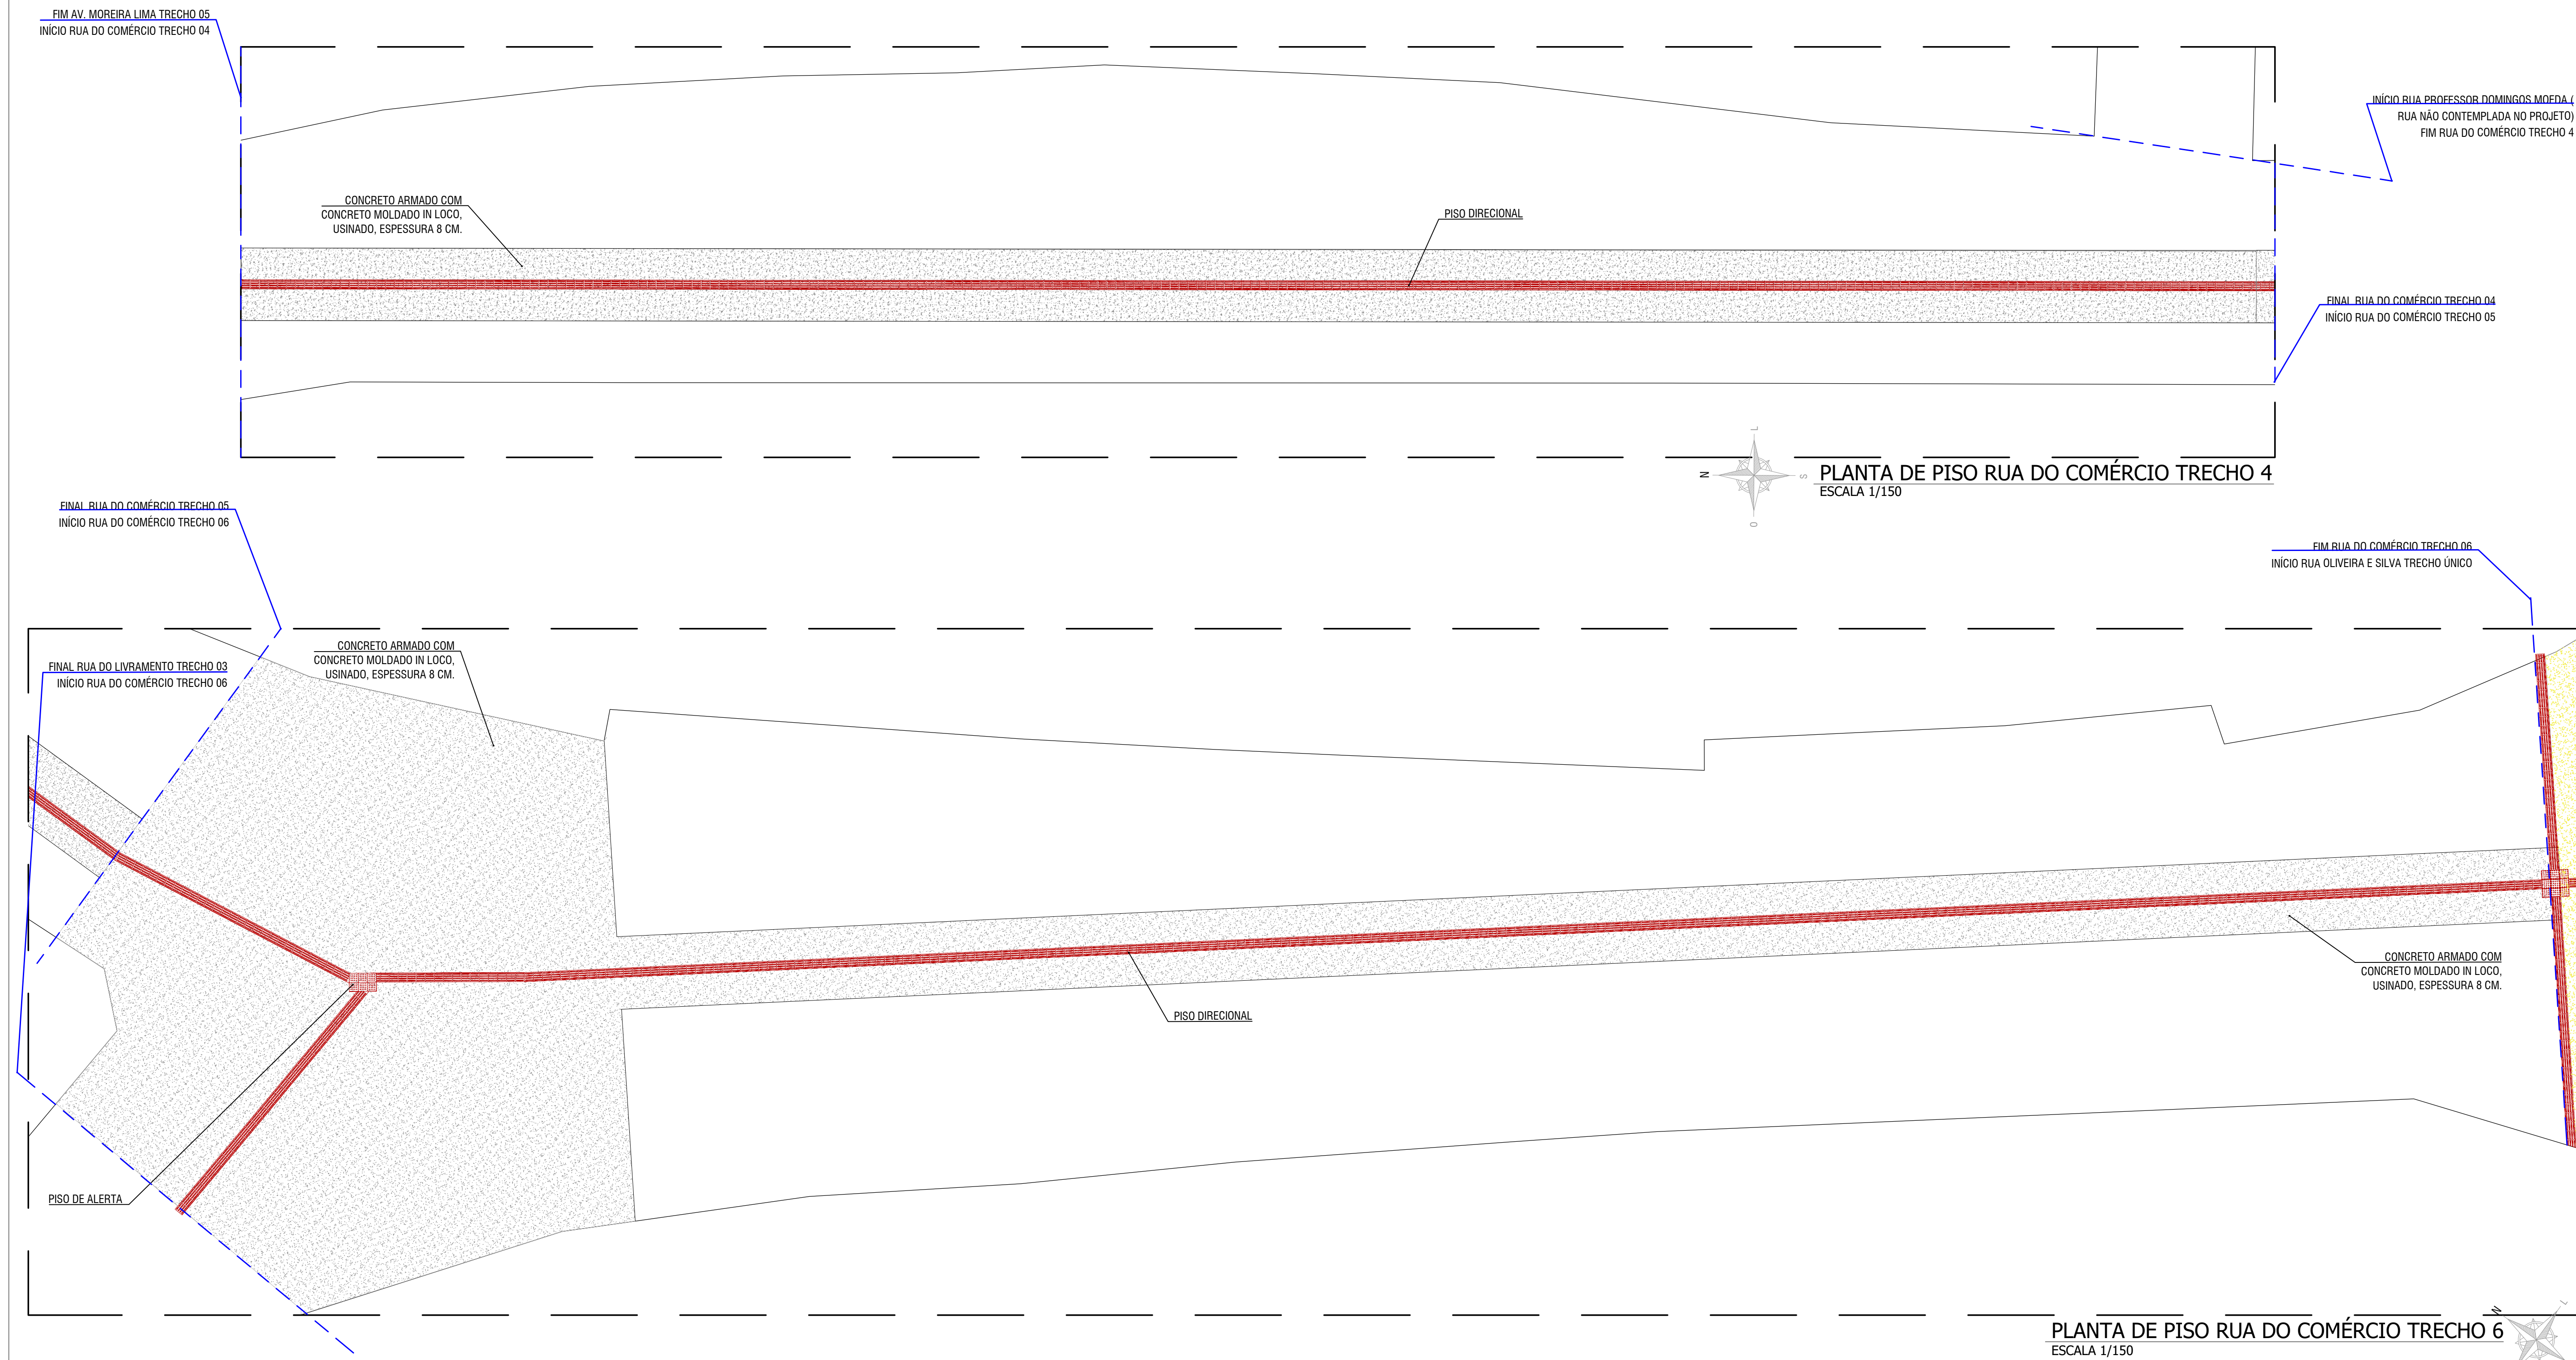 FIM AV. MOREIRA LIMA TRECHO 05
INÍCIO RUA DO COMÉRCIO TRECHO 04
INÍCIO RUA PROFESSOR DOMINGOS MOEDA (
RUA NÃO CONTEMPLADA NO PROJETO)
FIM RUA DO COMÉRCIO TRECHO 4
CONCRETO ARMADO COM
CONCRETO MOLDADO IN LOCO,
USINADO, ESPESSURA 8 CM.
PISO DIRECIONAL
FINAL RUA DO COMÉRCIO TRECHO 04
INÍCIO RUA DO COMÉRCIO TRECHO 05
L
N
S
O
PLANTA DE PISO RUA DO COMÉRCIO TRECHO 4
ESCALA 1/150
FINAL RUA DO COMÉRCIO TRECHO 05
INÍCIO RUA DO COMÉRCIO TRECHO 06
FIM RUA DO COMÉRCIO TRECHO 06
INÍCIO RUA OLIVEIRA E SILVA TRECHO ÚNICO
CONCRETO ARMADO COM
CONCRETO MOLDADO IN LOCO,
USINADO, ESPESSURA 8 CM.
FINAL RUA DO LIVRAMENTO TRECHO 03
INÍCIO RUA DO COMÉRCIO TRECHO 06
CONCRETO ARMADO COM
CONCRETO MOLDADO IN LOCO,
USINADO, ESPESSURA 8 CM.
PISO DIRECIONAL
PISO DE ALERTA
N
L
PLANTA DE PISO RUA DO COMÉRCIO TRECHO 6
ESCALA 1/150